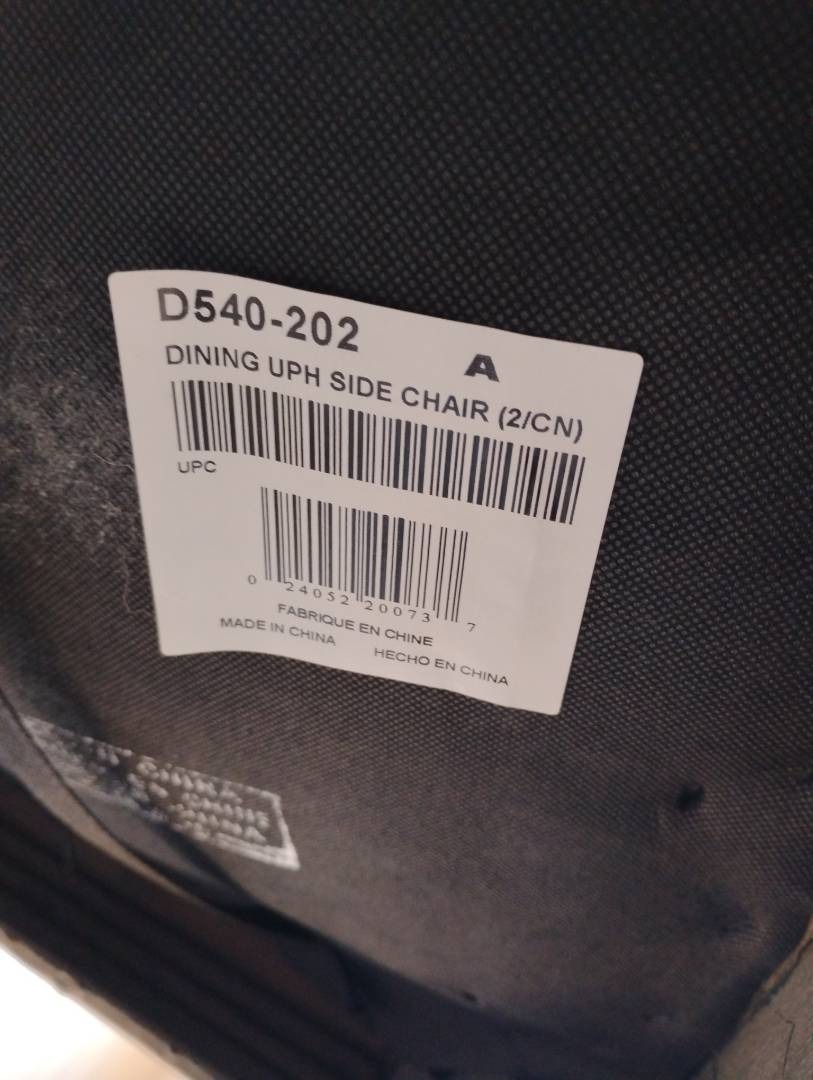 D540-202
A
DINING UPH SIDE CHAIR (2/CN)
UPC
0 24052 20073 7
FABRIQUE EN CHINE
MADE IN CHINA
HECHO EN CHINA
CHINA